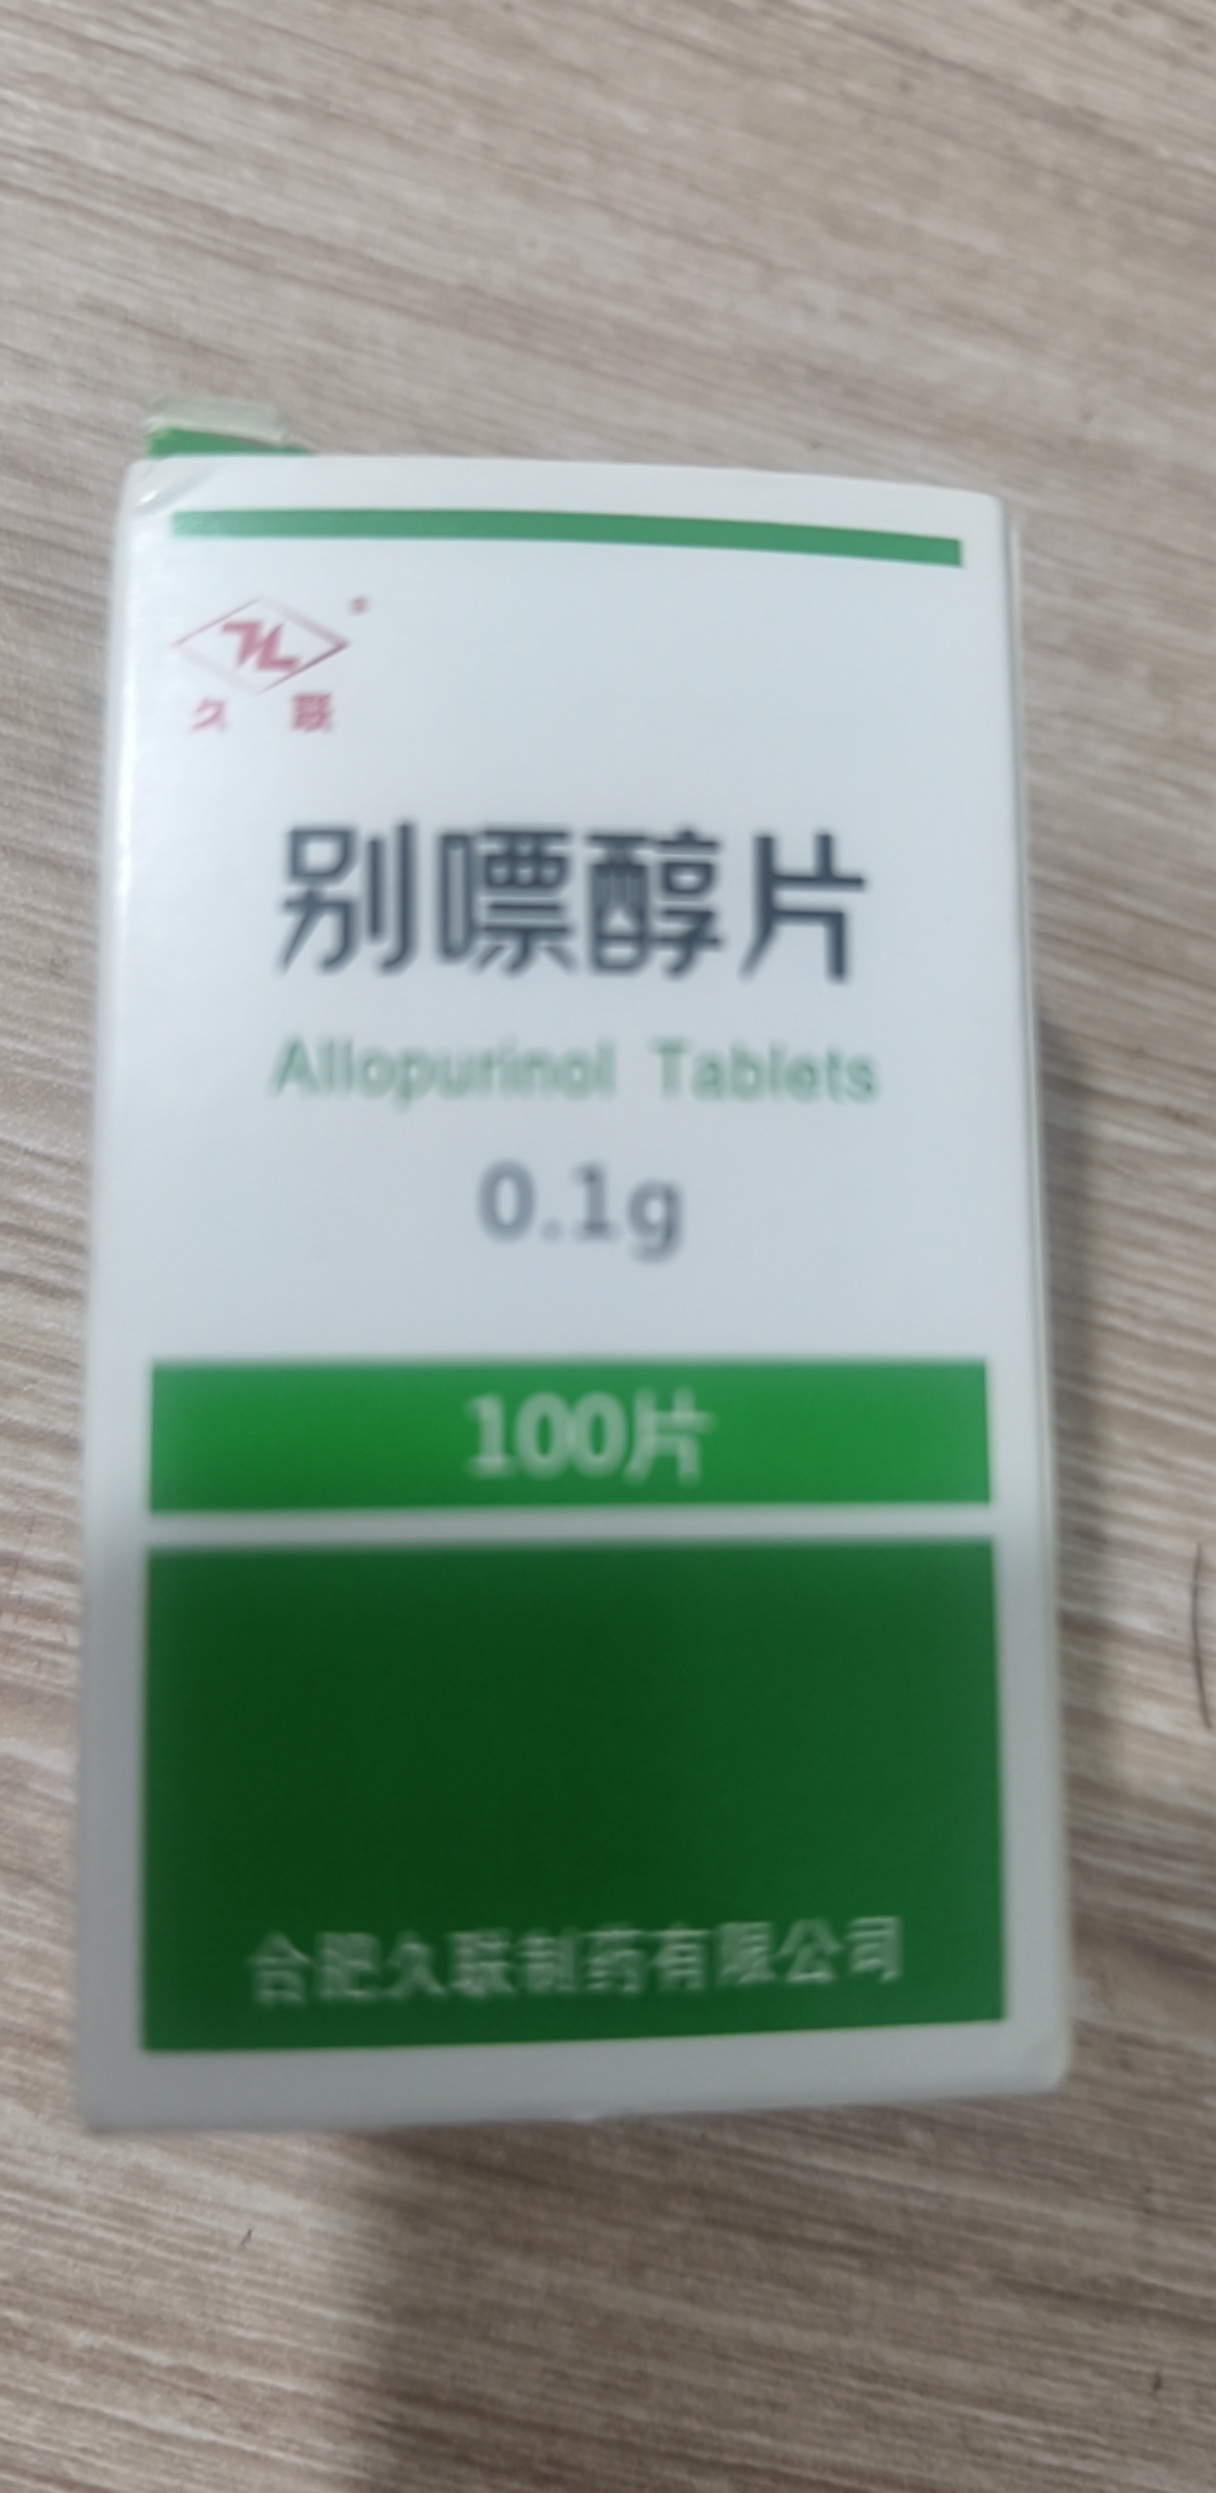 久联
别嘌醇片
Allopurinol Tablets
0.1g
100片
合肥久联制药有限公司